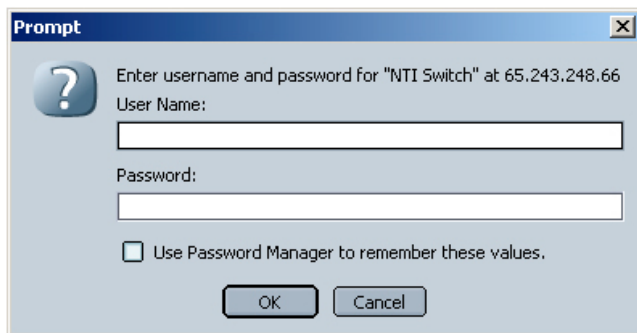 Prompt
Enter username and password for "NTI Switch" at 65.243.248.66
User Name:
Password:
Use Password Manager to remember these values.
OK
Cancel